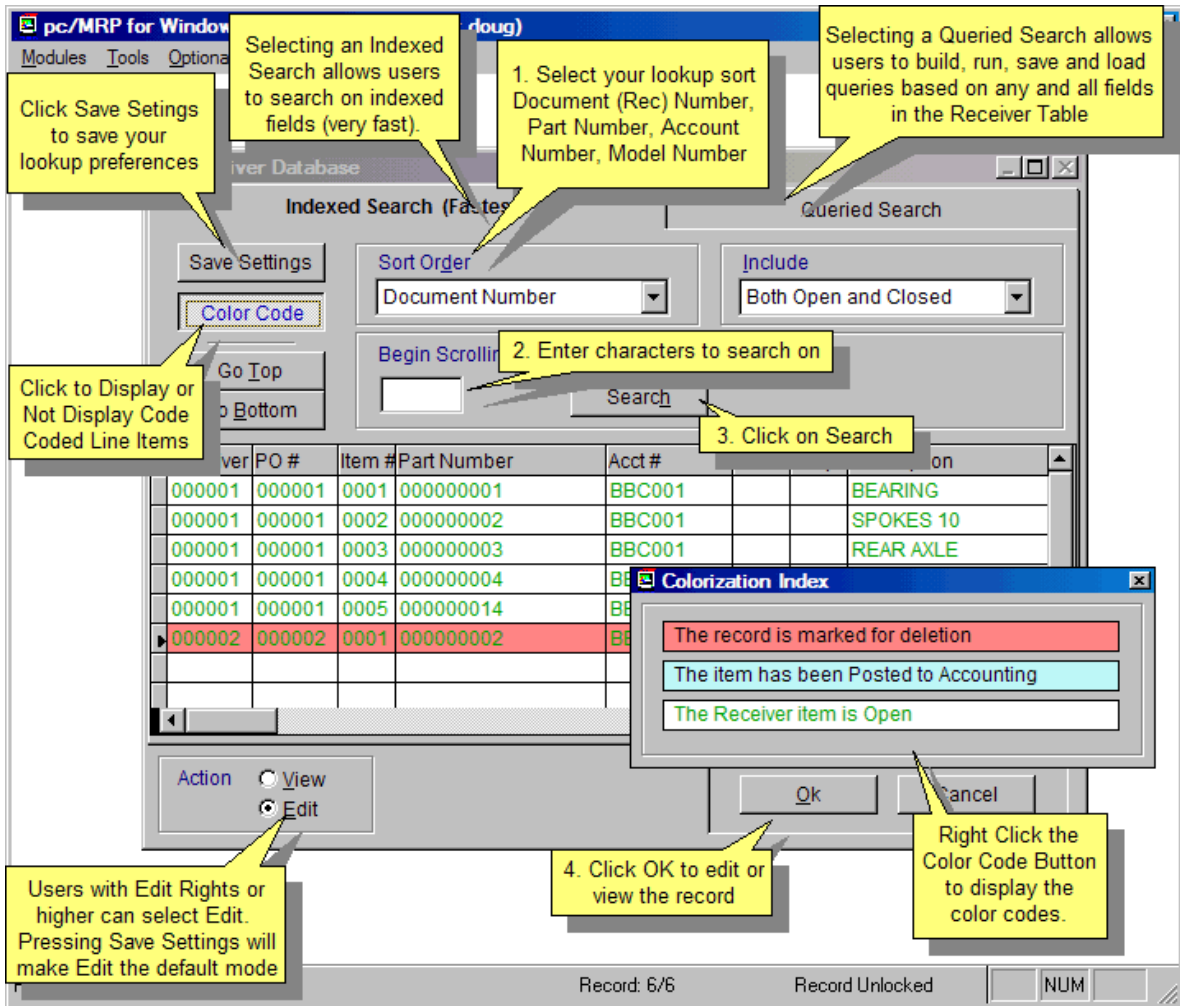 pc/MRP for Window
doug)
Modules Tools Optiona
Click Save Setings
to save your
lookup preferences
Selecting an Indexed
Search allows users
to search on indexed
fields (very fast).
1. Select your lookup sort
Document (Rec) Number,
Part Number, Account
Number, Model Number
Selecting a Queried Search allows
users to build, run, save and load
queries based on any and all fields
in the Receiver Table
iver Database
Indexed Search (Fastes
Queried Search
Save Settings
Color Code
Sort Order
Document Number
Include
Both Open and Closed
Go Top
o Bottom
Begin Scrollin
2. Enter characters to search on
Search
3. Click on Search
Click to Display or
Not Display Code
Coded Line Items
ver PO # Item # Part Number Acct # on
000001 000001 0001 000000001 BBC001 BEARING
000001 000001 0002 000000002 BBC001 SPOKES 10
000001 000001 0003 000000003 BBC001 REAR AXLE
000001 000001 0004 000000004 BB
000001 000001 0005 000000014 BB
000002 000002 0001 000000002 BB
Colorization Index
The record is marked for deletion
The item has been Posted to Accounting
The Receiver item is Open
Action
View
Edit
Ok
Cancel
Users with Edit Rights or
higher can select Edit.
Pressing Save Settings will
make Edit the default mode
4. Click OK to edit or
view the record
Right Click the
Color Code Button
to display the
color codes.
Record: 6/6
Record Unlocked
NUM